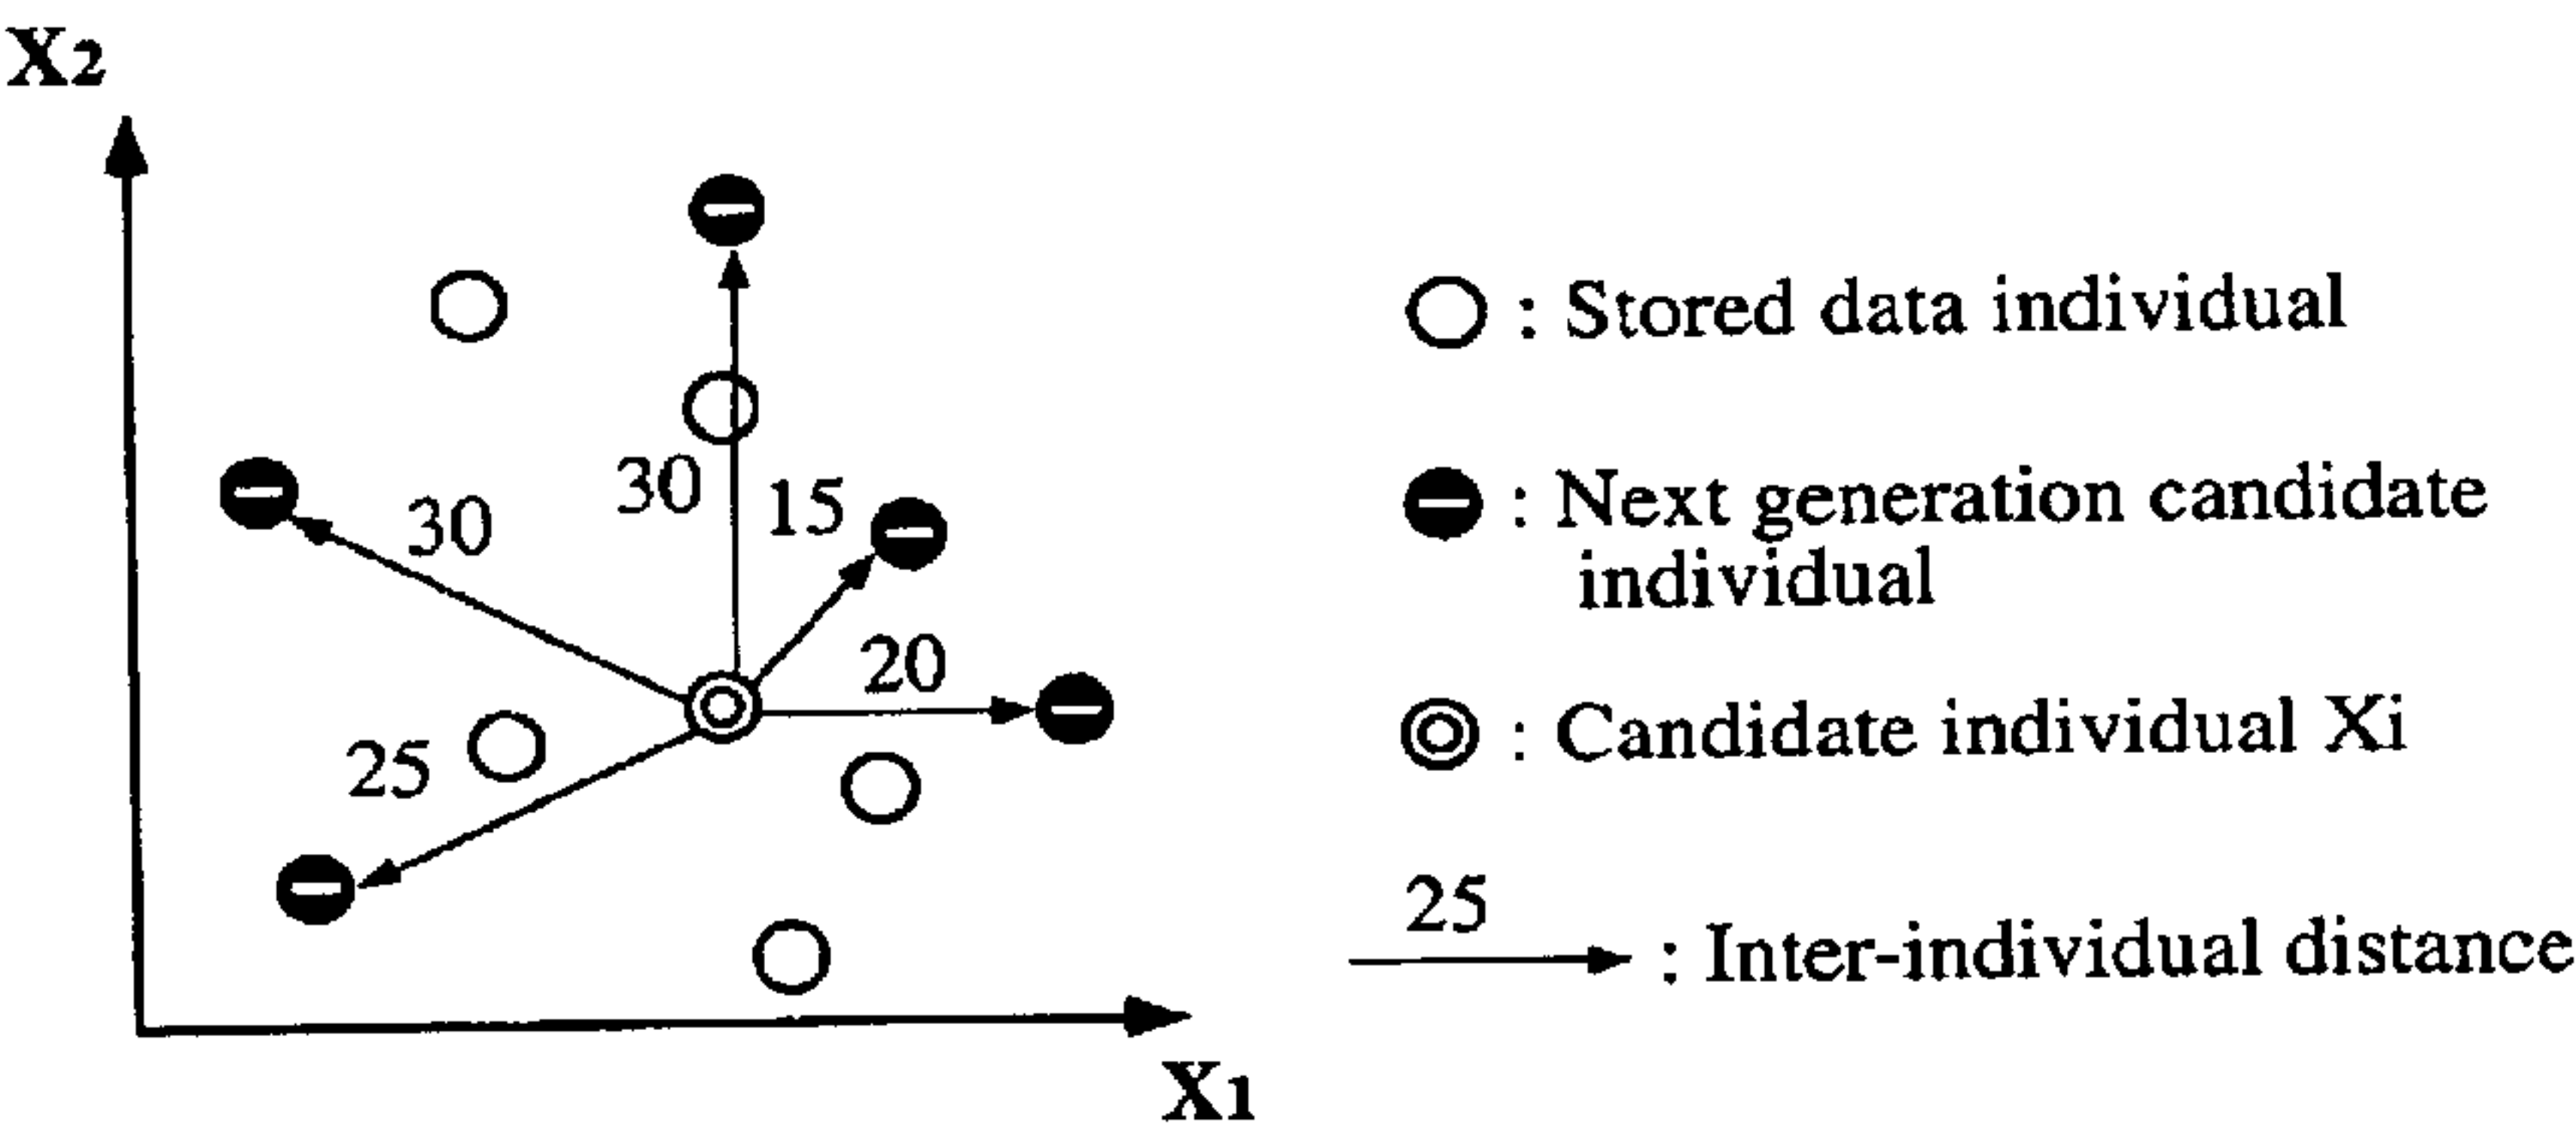 X2
30
30
15
20
25
X1
: Stored data individual
: Next generation candidate
individual
: Candidate individual Xi
25
: Inter-individual distance